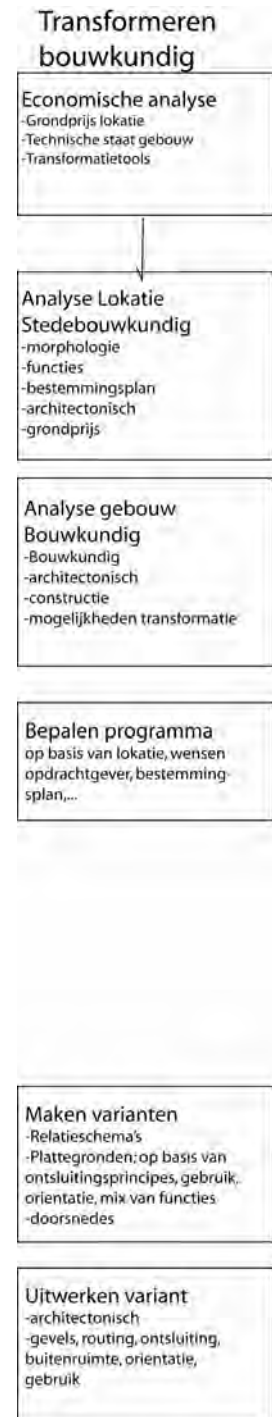 Transformeren
bouwkundig
Economische analyse
-Grondprijs lokatie
-Technische staat gebouw
-Transformatietools
Analyse Lokatie
Stedebouwkundig
-morphologie
-functies
-bestemmingsplan
-architectonisch
-grondprijs
Analyse gebouw
Bouwkundig
-Bouwkundig
-architectonisch
-constructie
-mogelijkheden transformatie
Bepalen programma
op basis van lokatie, wensen
opdrachtgever, bestemming-
splan,...
Maken varianten
-Relatieschema's
-Plattegronden; op basis van
ontsluitingsprincipes, gebruik,
orientatie, mix van functies
-doorsnedes
Uitwerken variant
-architectonisch
-gevels, routing, ontsluiting,
buitenruimte, orientatie,
gebruik